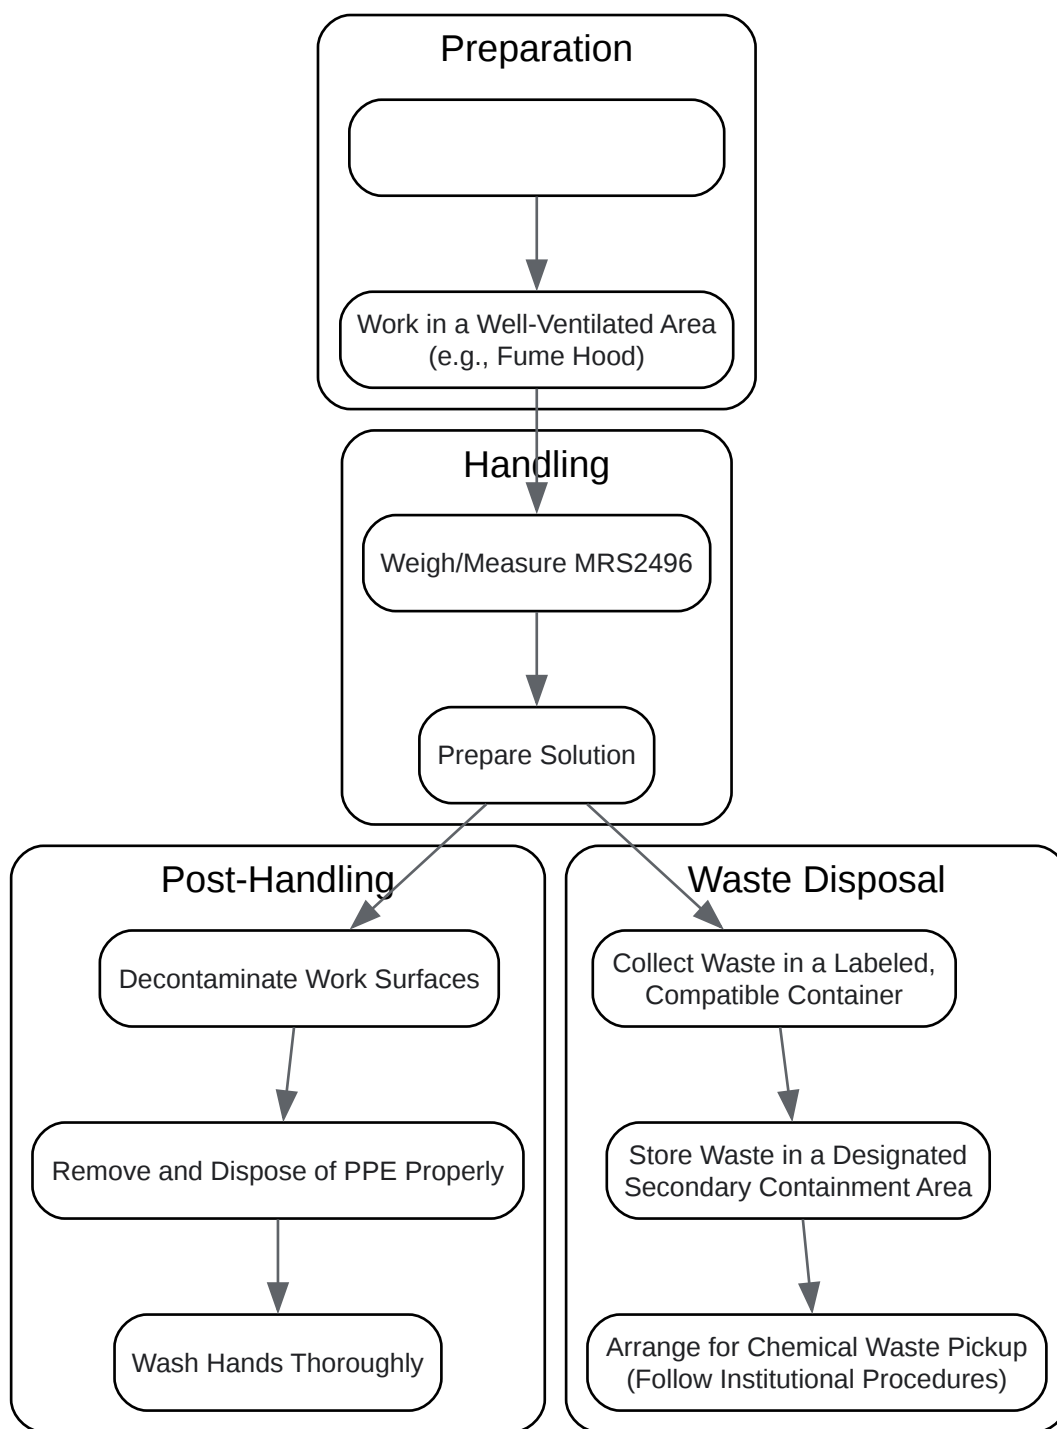 Preparation
Work in a Well-Ventilated Area
(e.g., Fume Hood)
Handling
Weigh/Measure MRS2496
Prepare Solution
Post-Handling
Decontaminate Work Surfaces
Remove and Dispose of PPE Properly
Wash Hands Thoroughly
Waste Disposal
Collect Waste in a Labeled,
Compatible Container
Store Waste in a Designated
Secondary Containment Area
Arrange for Chemical Waste Pickup
(Follow Institutional Procedures)